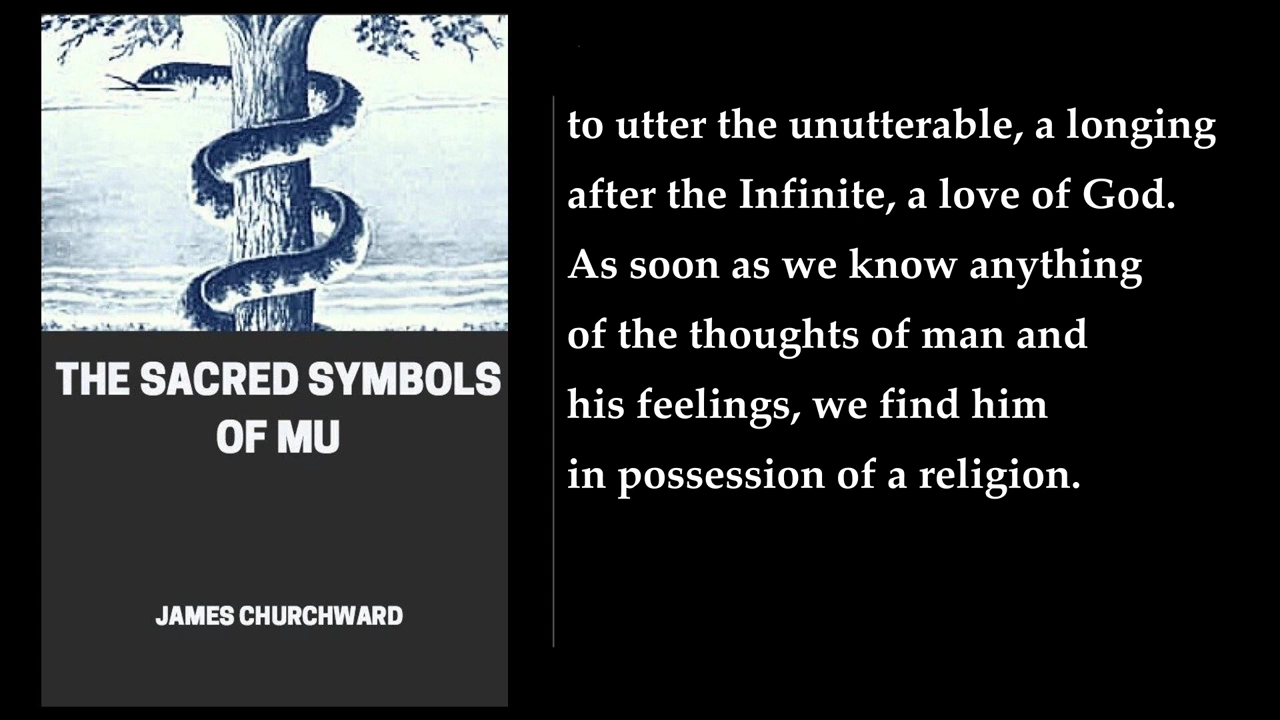 THE SACRED SYMBOLS
OF MU
JAMES CHURCHWARD
to utter the unutterable, a longing
after the Infinite, a love of God.
As soon as we know anything
of the thoughts of man and
his feelings, we find him
in possession of a religion.